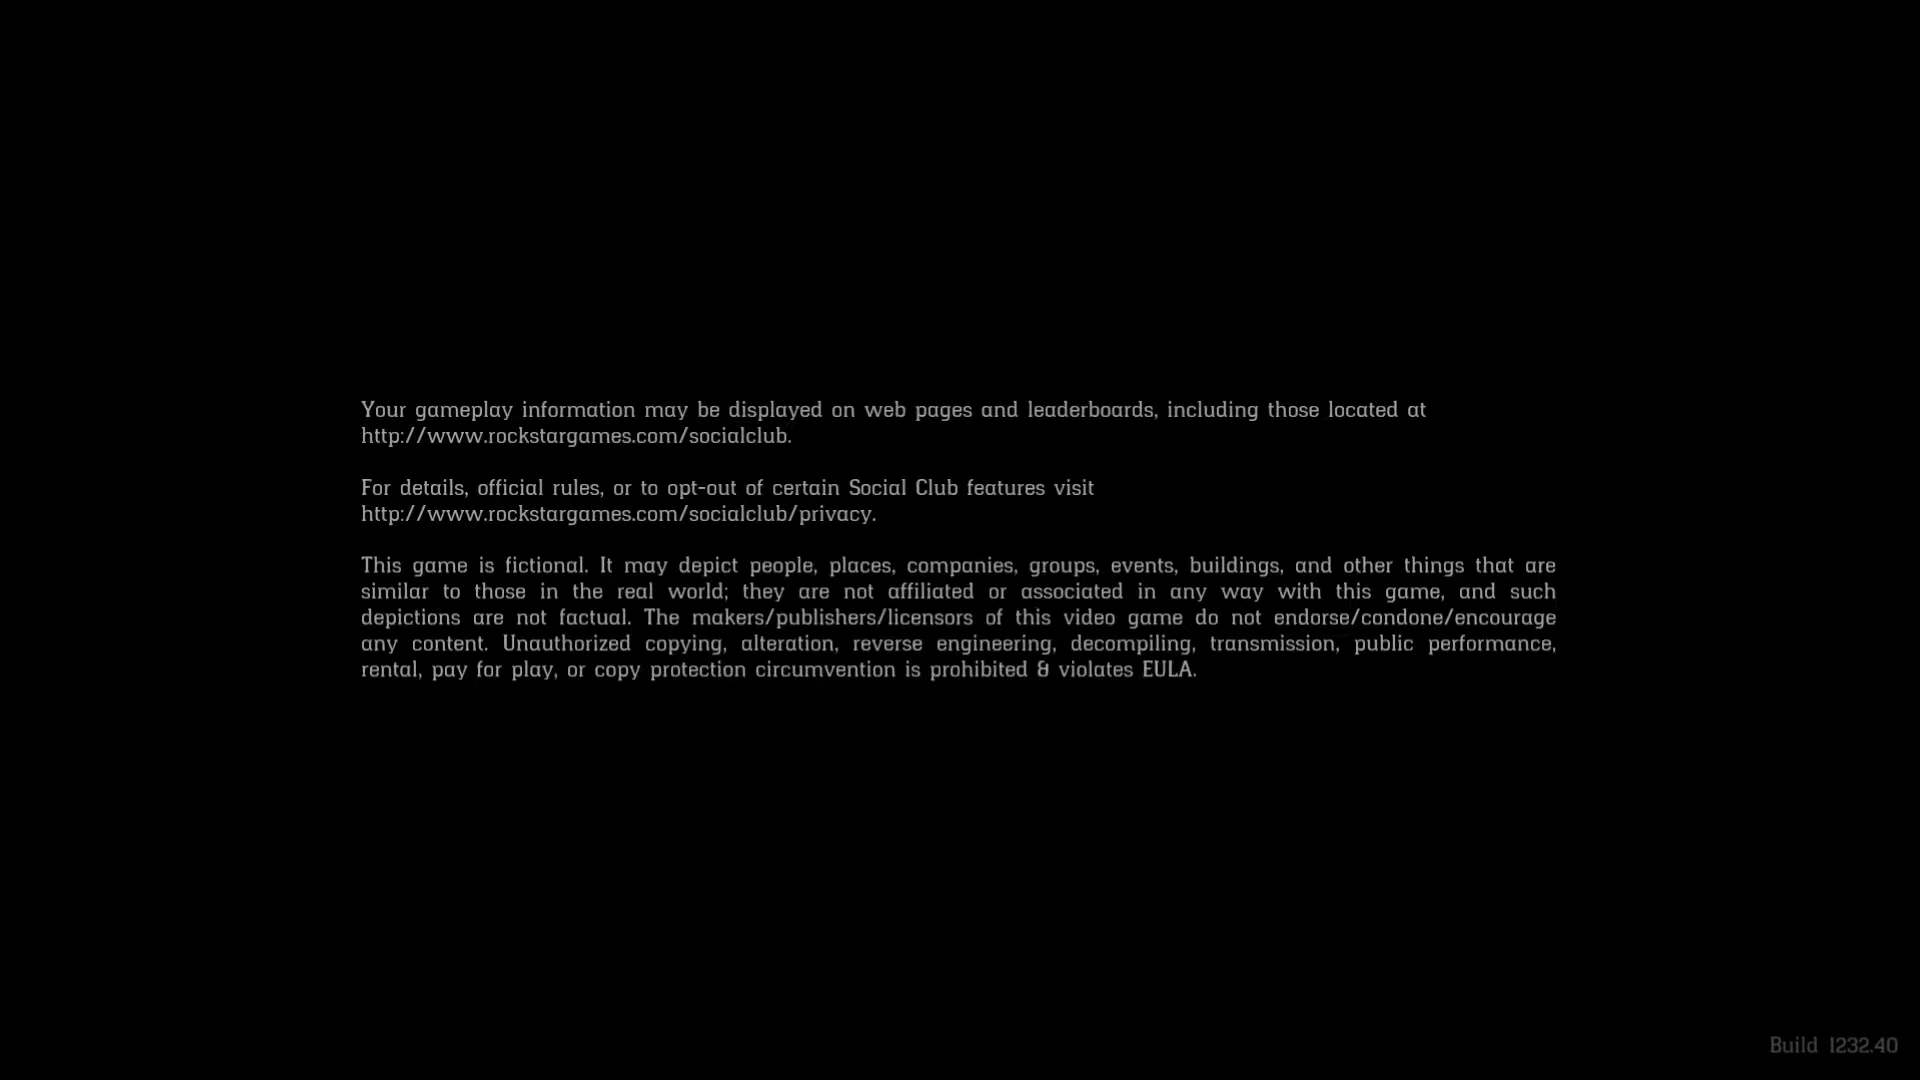 Your gameplay information may be displayed on web pages and leaderboards, including those located at
http://www.rockstargames.com/socialclub.
For details, official rules, or to opt-out of certain Social Club features visit
http://www.rockstargames.com/socialclub/privacy.
This game is fictional. It may depict people, places, companies, groups, events, buildings, and other things that are
similar to those in the real world; they are not affiliated or associated in any way with this game, and such
depictions are not factual. The makers/publishers/licensors of this video game do not endorse/condone/encourage
any content. Unauthorized copying, alteration, reverse engineering, decompiling, transmission, public performance,
rental, pay for play, or copy protection circumvention is prohibited & violates EULA.
Build 1232.40